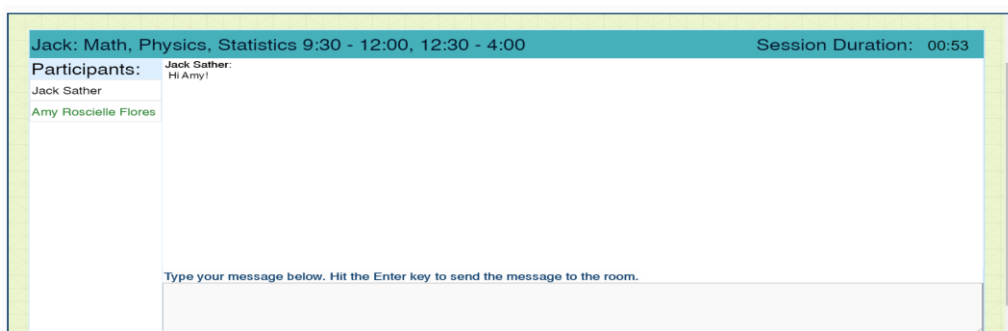 Jack: Math, Physics, Statistics 9:30 - 12:00, 12:30 - 4:00 Session Duration: 00:53
Participants:
Jack Sather
Amy Roscielle Flores
Jack Sather:
Hi Amy!
Type your message below. Hit the Enter key to send the message to the room.